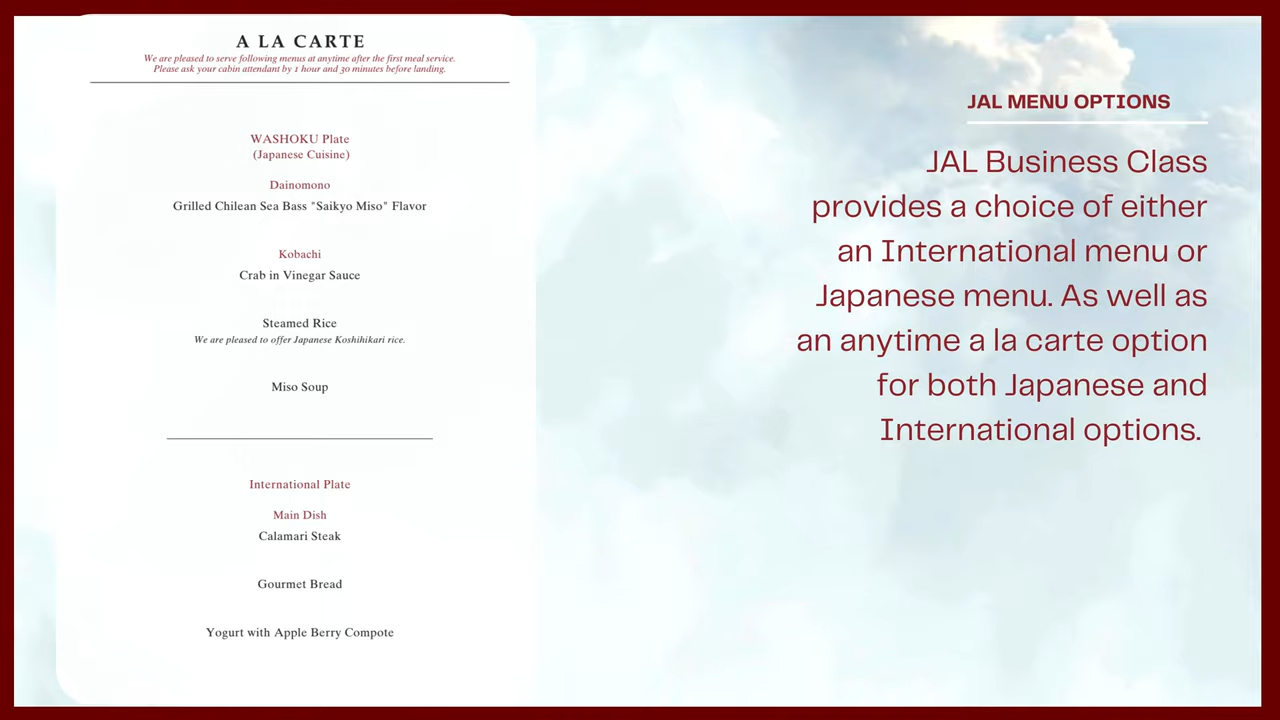 A LA CARTE
We are pleased to serve following menus at anytime after the first meal service.
Please ask your cabin attendant by 1 hour and 30 minutes before landing.
WASHOKU Plate
(Japanese Cuisine)
Dainomono
Grilled Chilean Sea Bass "Saikyo Miso" Flavor
Kobachi
Crab in Vinegar Sauce
Steamed Rice
We are pleased to offer Japanese Koshihikari rice.
Miso Soup
International Plate
Main Dish
Calamari Steak
Gourmet Bread
Yogurt with Apple Berry Compote
JAL MENU OPTIONS
JAL Business Class
provides a choice of either
an International menu or
Japanese menu. As well as
an anytime a la carte option
for both Japanese and
International options.